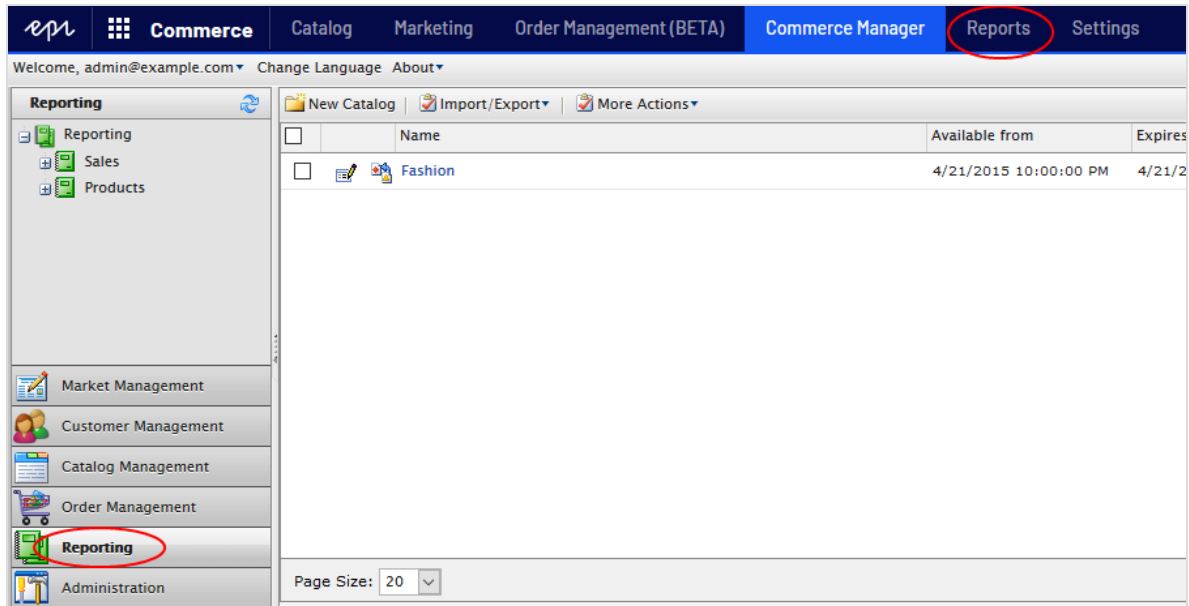 epi Commerce Catalog Marketing Order Management (BETA) Commerce Manager Reports Settings
Welcome, admin@example.com Change Language About
Reporting
New Catalog Import/Export More Actions
Reporting
Sales
Products
Name Available from Expires
Fashion 4/21/2015 10:00:00 PM 4/21/2
Market Management
Customer Management
Catalog Management
Order Management
Reporting
Administration
Page Size: 20